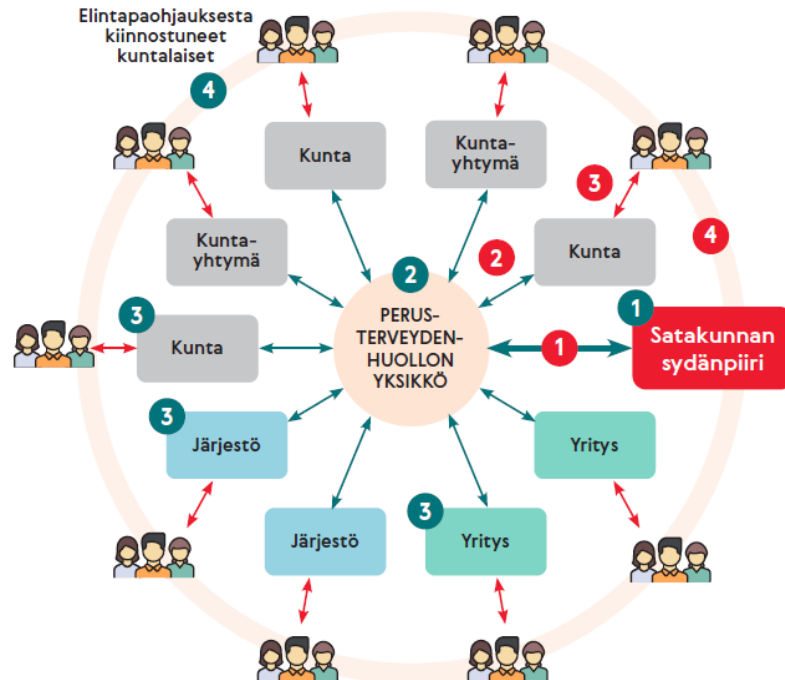 Elintapaohjauksesta
kiinnostuneet
kuntalaiset
4
Kunta
Kunta-
yhtymä
3
4
Kunta-
yhtymä
2
Kunta
2
PERUS-
TERVEYDEN-
HUOLLON
YKSIKKÖ
1
1
Satakunnan
sydänpiiri
3
Kunta
3
Järjestö
Yritys
3
Järjestö
Yritys